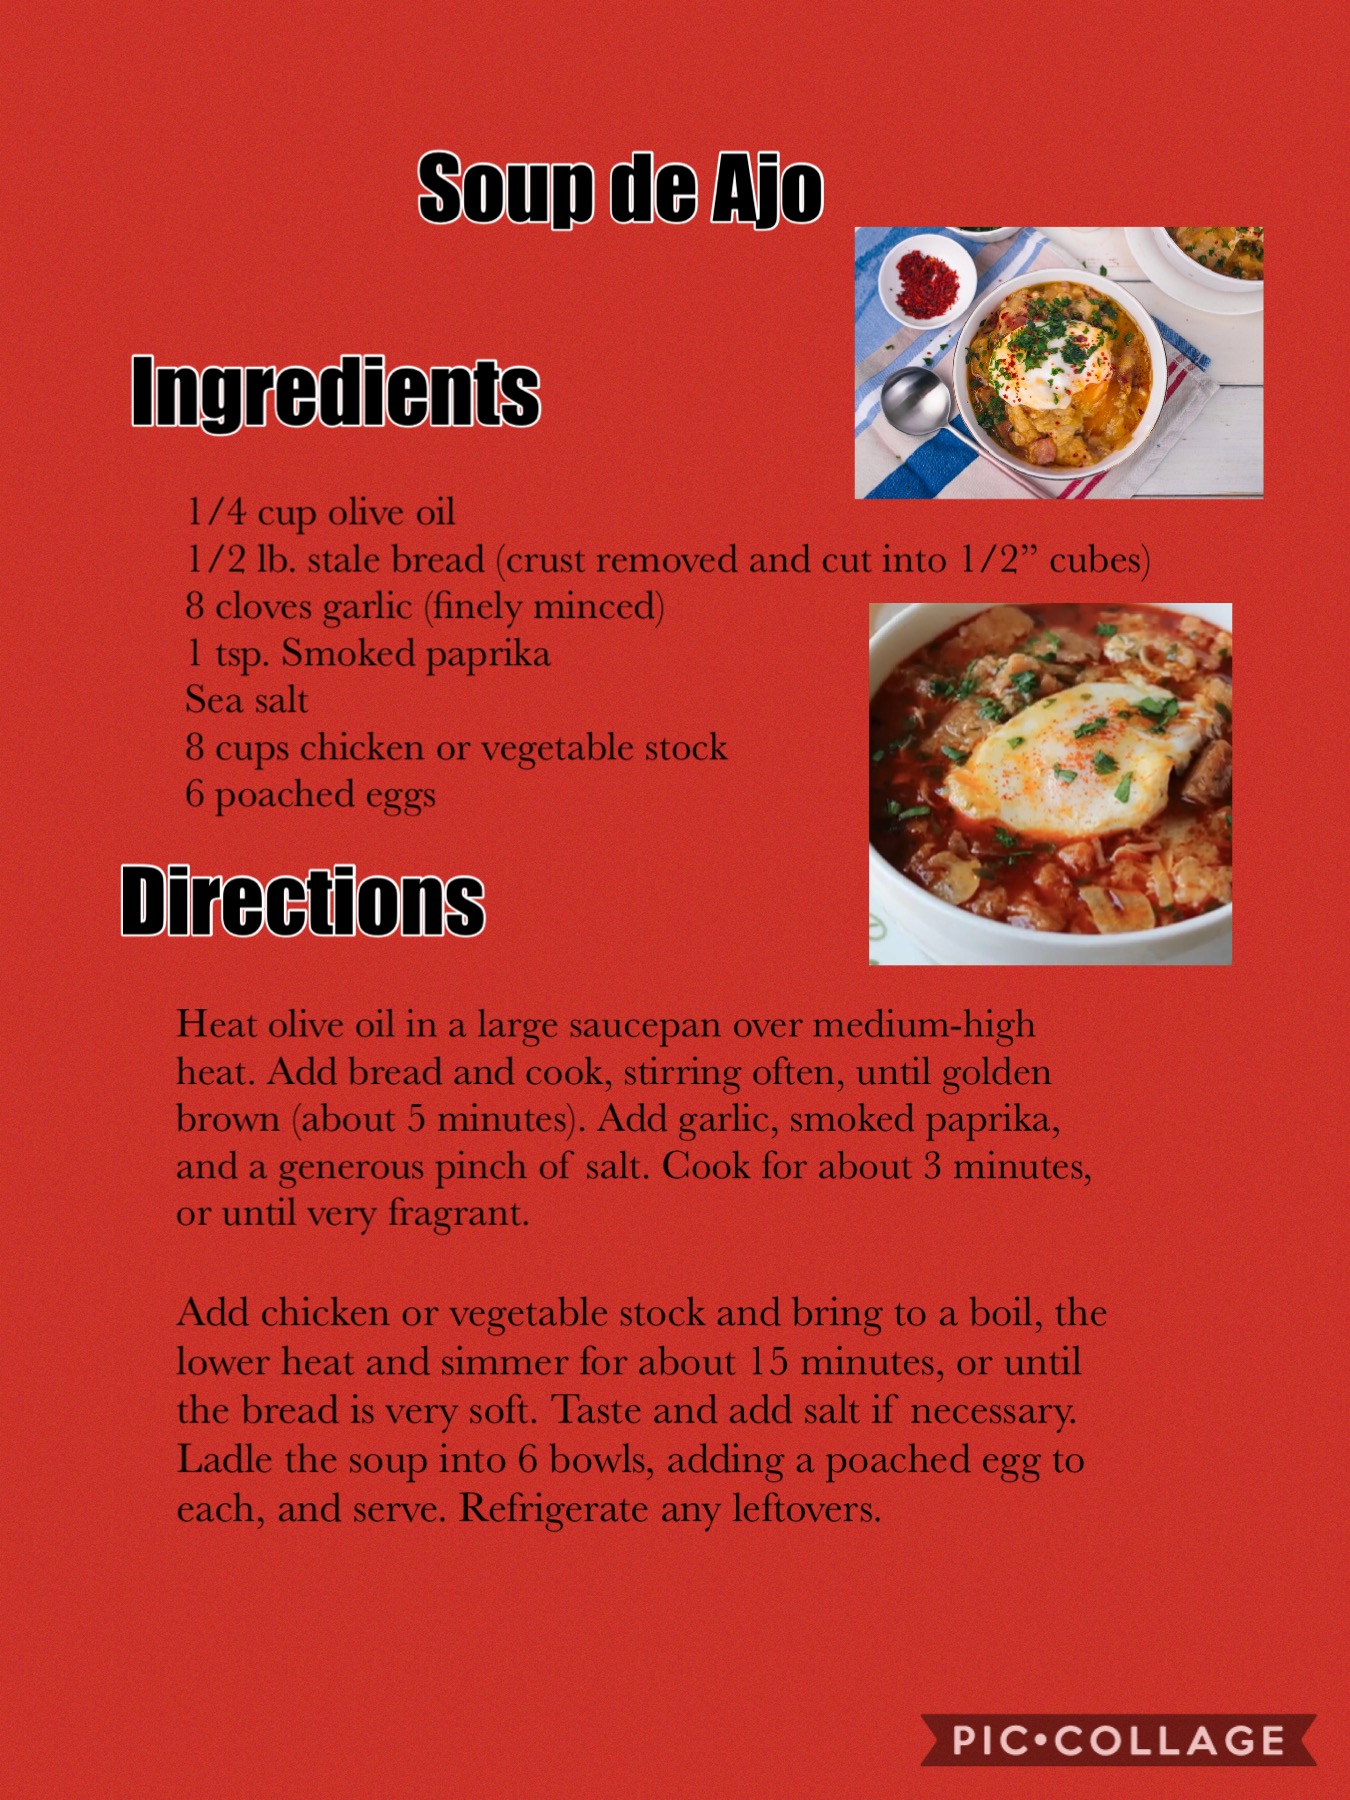 Soup de Ajo
Ingredients
1/4 cup olive oil
1/2 lb. stale bread (crust removed and cut into 1/2” cubes)
8 cloves garlic (finely minced)
1 tsp. Smoked paprika
Sea salt
8 cups chicken or vegetable stock
6 poached eggs
Directions
Heat olive oil in a large saucepan over medium-high
heat. Add bread and cook, stirring often, until golden
brown (about 5 minutes). Add garlic, smoked paprika,
and a generous pinch of salt. Cook for about 3 minutes,
or until very fragrant.
Add chicken or vegetable stock and bring to a boil, the
lower heat and simmer for about 15 minutes, or until
the bread is very soft. Taste and add salt if necessary.
Ladle the soup into 6 bowls, adding a poached egg to
each, and serve. Refrigerate any leftovers.
PIC•COLLAGE